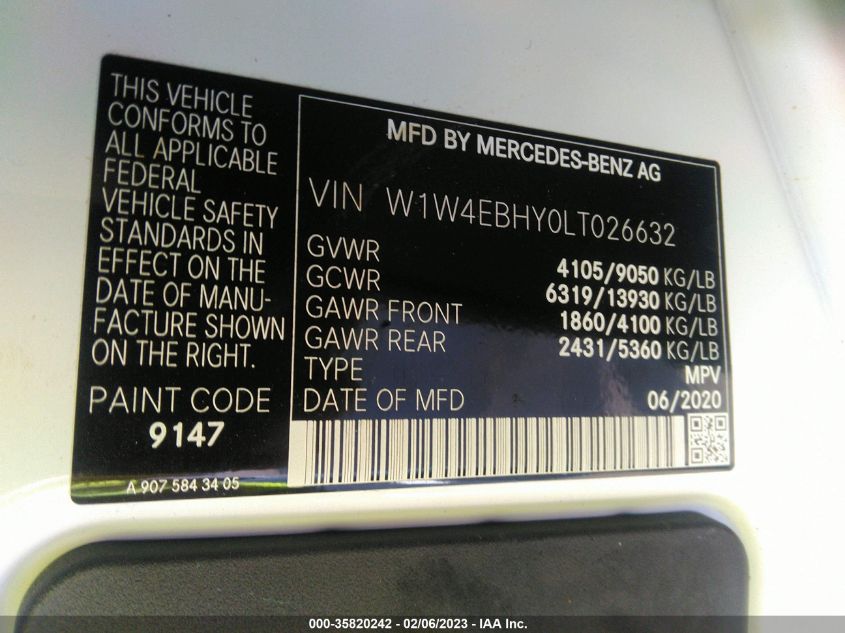 THIS VEHICLE
CONFORMS TO
ALL APPLICABLE
FEDERAL
VEHICLE SAFETY
STANDARDS IN
EFFECT ON THE
DATE OF MANU-
FACTURE SHOWN
ON THE RIGHT.
PAINT CODE
9147
A 907 584 34 05
MFD BY MERCEDES-BENZ AG
VIN W1W4EBHY0LT026632
GVWR 4105/9050 KG/LB
GCWR 6319/13930 KG/LB
GAWR FRONT 1860/4100 KG/LB
GAWR REAR 2431/5360 KG/LB
TYPE MPV
DATE OF MFD 06/2020
000-35820242 - 02/06/2023 - IAA Inc.